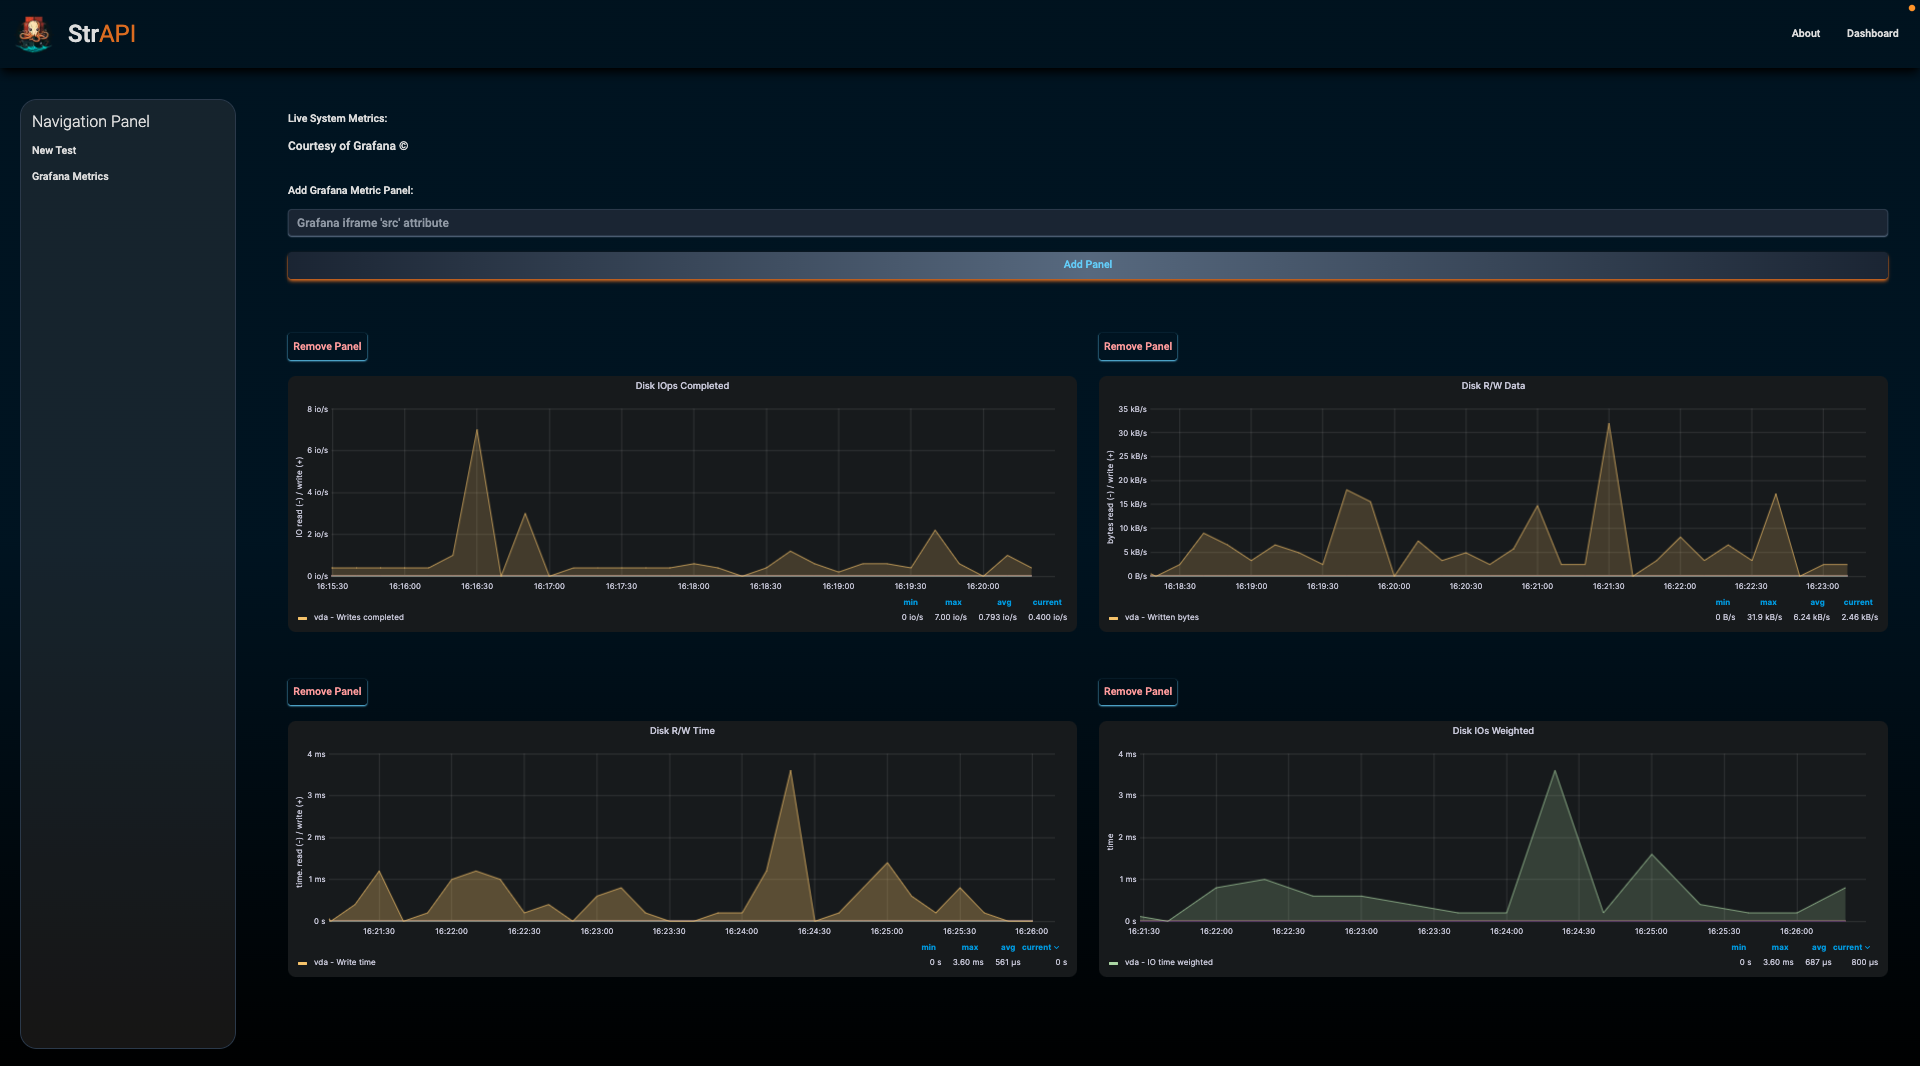 StrAPI
About Dashboard
Navigation Panel
New Test
Grafana Metrics
Live System Metrics:
Courtesy of Grafana ©
Add Grafana Metric Panel:
Grafana iframe 'src' attribute
Add Panel
Remove Panel
Disk IOps Completed
IO read (-) / write (+)
8 io/s
6 io/s
4 io/s
2 io/s
0 io/s
16:15:30 16:16:00 16:16:30 16:17:00 16:17:30 16:18:00 16:18:30 16:19:00 16:19:30 16:20:00
min max avg current
vda - Writes completed 0 io/s 7.00 io/s 0.793 io/s 0.400 io/s
Remove Panel
Disk R/W Data
bytes read (-) / write (+)
35 kB/s
30 kB/s
25 kB/s
20 kB/s
15 kB/s
10 kB/s
5 kB/s
0 B/s
16:18:30 16:19:00 16:19:30 16:20:00 16:20:30 16:21:00 16:21:30 16:22:00 16:22:30 16:23:00
min max avg current
vda - Written bytes 0 B/s 31.9 kB/s 6.24 kB/s 2.46 kB/s
Remove Panel
Disk R/W Time
time. read (-) / write (+)
4 ms
3 ms
2 ms
1 ms
0 s
16:21:30 16:22:00 16:22:30 16:23:00 16:23:30 16:24:00 16:24:30 16:25:00 16:25:30 16:26:00
min max avg current
vda - Write time 0 s 3.60 ms 561 µs 0 s
Remove Panel
Disk IOs Weighted
time
4 ms
3 ms
2 ms
1 ms
0 s
16:21:30 16:22:00 16:22:30 16:23:00 16:23:30 16:24:00 16:24:30 16:25:00 16:25:30 16:26:00
min max avg current
vda - IO time weighted 0 s 3.60 ms 687 µs 800 µs